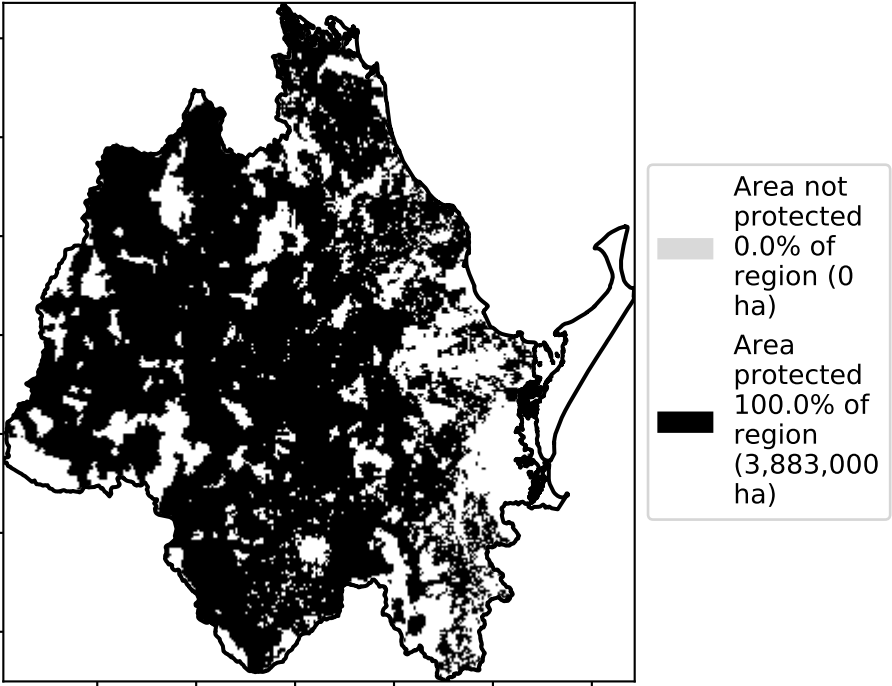 Area not
protected
0.0% of
region (0
ha)
Area
protected
100.0% of
region
(3,883,000
ha)